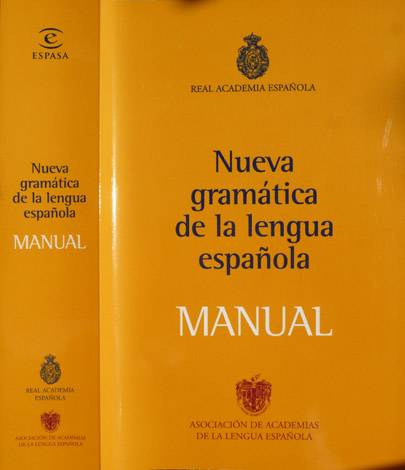 ESPASA
Nueva
gramática
de la lengua
española
MANUAL
REAL ACADEMIA
ESPAÑOLA
ASOCIACIÓN DE ACADEMIAS
DE LA LENGUA ESPAÑOLA
REAL ACADEMIA ESPAÑOLA
Nueva
gramática
de la lengua
española
MANUAL
ASOCIACIÓN DE ACADEMIAS
DE LA LENGUA ESPAÑOLA